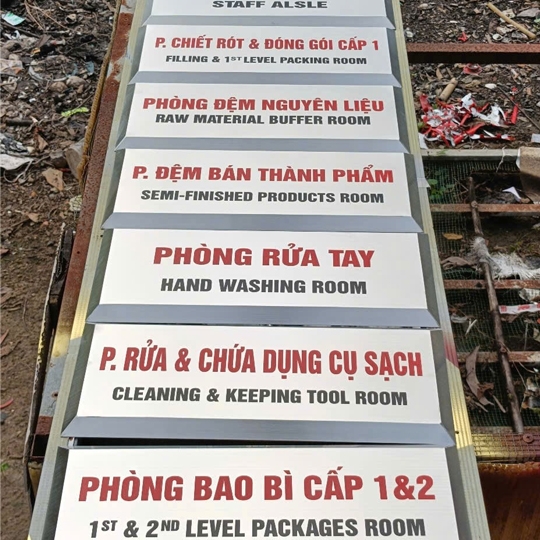 STAFF AISLE
P. CHIẾT RÓT & ĐÓNG GÓI CẤP 1
FILLING & 1ST LEVEL PACKING ROOM
PHÒNG ĐỆM NGUYÊN LIỆU
RAW MATERIAL BUFFER ROOM
P. ĐỆM BÁN THÀNH PHẨM
SEMI-FINISHED PRODUCTS ROOM
PHÒNG RỬA TAY
HAND WASHING ROOM
P. RỬA & CHỨA DỤNG CỤ SẠCH
CLEANING & KEEPING TOOL ROOM
PHÒNG BAO BÌ CẤP 1&2
1ST & 2ND LEVEL PACKAGES ROOM